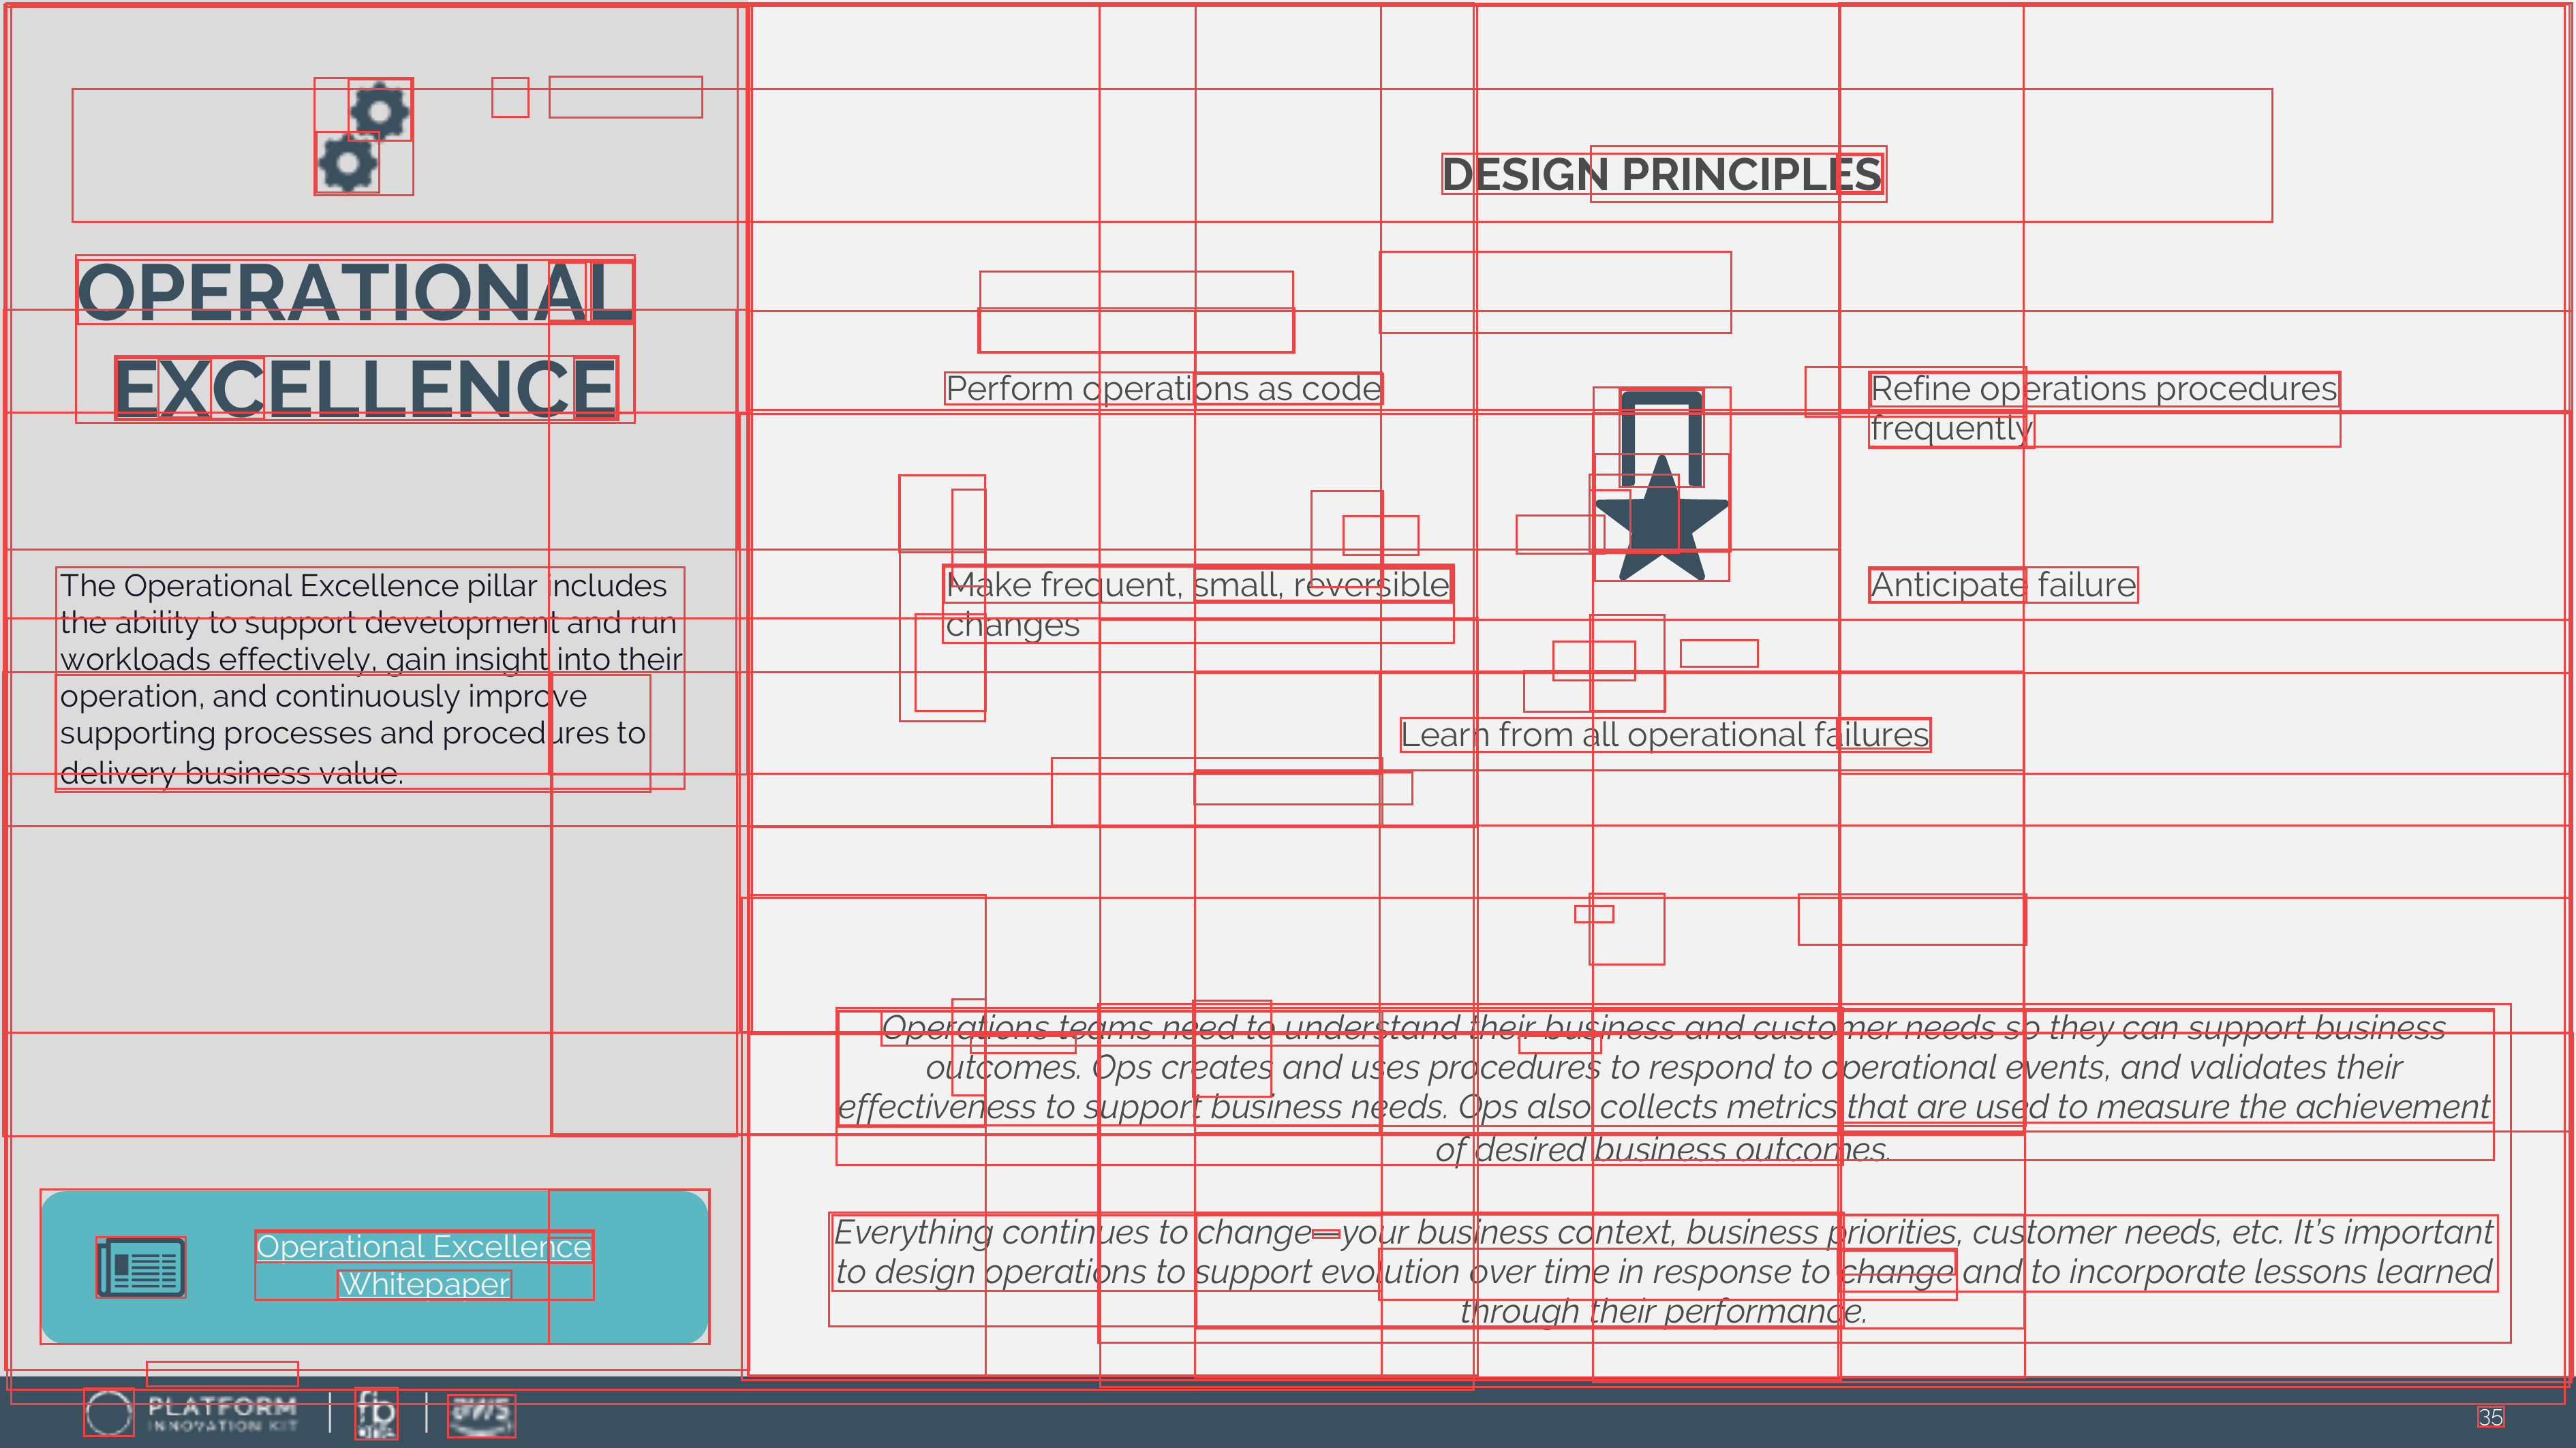 OPERATIONAL
EXCELLENCE
The Operational Excellence pillar includes
the ability to support development and run
workloads effectively, gain insight into their
operation, and continuously improve
supporting processes and procedures to
delivery business value.
Operational Excellence
Whitepaper
DESIGN PRINCIPLES
Perform operations as code
Refine operations procedures
frequently
Make frequent, small, reversible
changes
Anticipate failure
Learn from all operational failures
Operations teams need to understand their business and customer needs so they can support business
outcomes. Ops creates and uses procedures to respond to operational events, and validates their
effectiveness to support business needs. Ops also collects metrics that are used to measure the achievement
of desired business outcomes.
Everything continues to change—your business context, business priorities, customer needs, etc. It's important
to design operations to support evolution over time in response to change and to incorporate lessons learned
through their performance.
PLATFORM
INNOVATION KIT
fb
aws
35